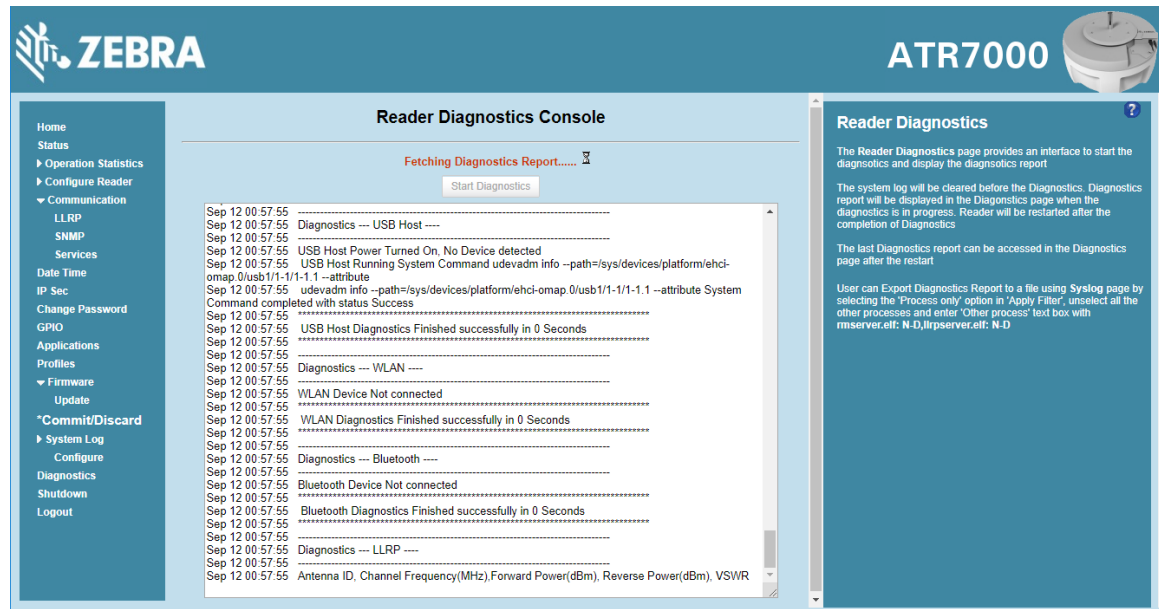 ZEBRA
ATR7000
Home
Status
Operation Statistics
Configure Reader
Communication
LLRP
SNMP
Services
Date Time
IP Sec
Change Password
GPIO
Applications
Profiles
Firmware
Update
*Commit/Discard
System Log
Configure
Diagnostics
Shutdown
Logout
Reader Diagnostics Console
Fetching Diagnostics Report......
Start Diagnostics
Sep 12 00:57:55 --------------------------------------------------------------------------------------
Sep 12 00:57:55 Diagnostics --- USB Host ----
Sep 12 00:57:55 --------------------------------------------------------------------------------------
Sep 12 00:57:55 USB Host Power Turned On, No Device detected
Sep 12 00:57:55 USB Host Running System Command udevadm info --path=/sys/devices/platform/ehci-
omap.0/usb1/1-1/1-1.1 --attribute
Sep 12 00:57:55 udevadm info --path=/sys/devices/platform/ehci-omap.0/usb1/1-1/1-1.1 --attribute System
Command completed with status Success
Sep 12 00:57:55 **************************************************************************************
Sep 12 00:57:55 USB Host Diagnostics Finished successfully in 0 Seconds
Sep 12 00:57:55 **************************************************************************************
Sep 12 00:57:55 --------------------------------------------------------------------------------------
Sep 12 00:57:55 Diagnostics --- WLAN ----
Sep 12 00:57:55 --------------------------------------------------------------------------------------
Sep 12 00:57:55 WLAN Device Not connected
Sep 12 00:57:55 **************************************************************************************
Sep 12 00:57:55 WLAN Diagnostics Finished successfully in 0 Seconds
Sep 12 00:57:55 **************************************************************************************
Sep 12 00:57:55 --------------------------------------------------------------------------------------
Sep 12 00:57:55 Diagnostics --- Bluetooth ----
Sep 12 00:57:55 --------------------------------------------------------------------------------------
Sep 12 00:57:55 Bluetooth Device Not connected
Sep 12 00:57:55 **************************************************************************************
Sep 12 00:57:55 Bluetooth Diagnostics Finished successfully in 0 Seconds
Sep 12 00:57:55 **************************************************************************************
Sep 12 00:57:55 --------------------------------------------------------------------------------------
Sep 12 00:57:55 Diagnostics --- LLRP ----
Sep 12 00:57:55 --------------------------------------------------------------------------------------
Sep 12 00:57:55 Antenna ID, Channel Frequency(MHz),Forward Power(dBm), Reverse Power(dBm), VSWR
?
Reader Diagnostics
The Reader Diagnostics page provides an interface to start the
diagnsotics and display the diagnsotics report
The system log will be cleared before the Diagnostics. Diagnostics
report will be displayed in the Diagonstics page when the
diagnostics is in progress. Reader will be restarted after the
completion of Diagnostics
The last Diagnostics report can be accessed in the Diagnostics
page after the restart
User can Export Diagnostics Report to a file using Syslog page by
selecting the 'Process only' option in 'Apply Filter', unselect all the
other processes and enter 'Other process' text box with
rmserver.elf: N-D,llrpserver.elf: N-D